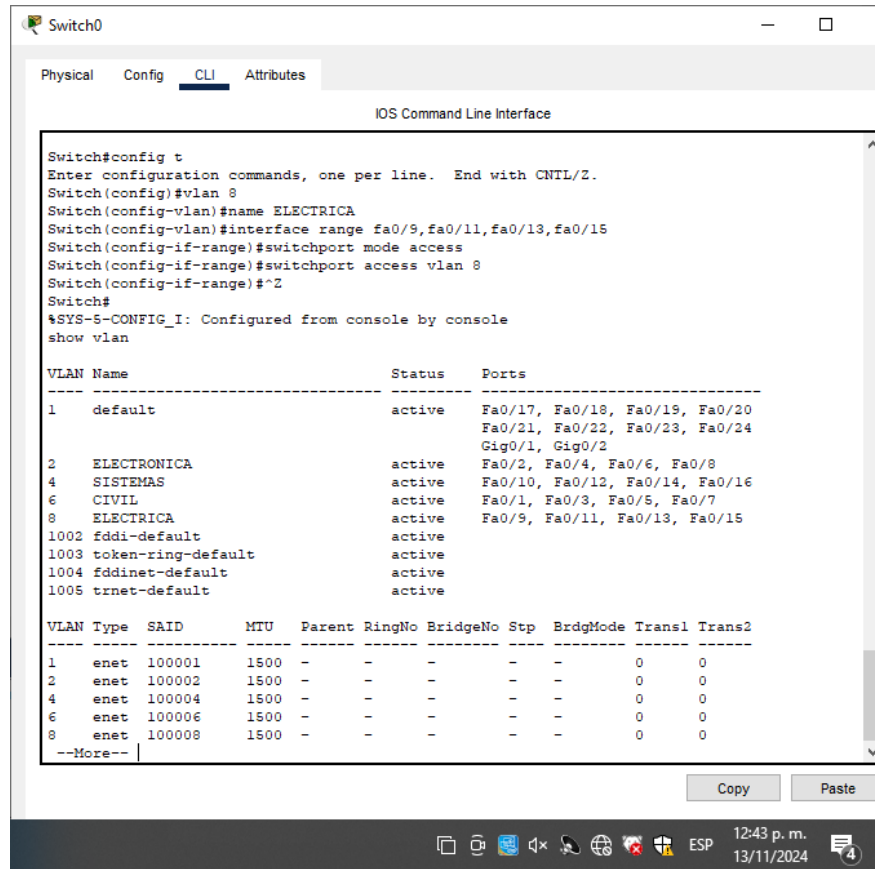 Switch0
Physical Config CLI Attributes
IOS Command Line Interface
Switch#config t
Enter configuration commands, one per line.  End with CNTL/Z.
Switch(config)#vlan 8
Switch(config-vlan)#name ELECTRICA
Switch(config-vlan)#interface range fa0/9,fa0/11,fa0/13,fa0/15
Switch(config-if-range)#switchport mode access
Switch(config-if-range)#switchport access vlan 8
Switch(config-if-range)#^Z
Switch#
%SYS-5-CONFIG_I: Configured from console by console
show vlan
VLAN Name                             Status    Ports
---- -------------------------------- --------- -------------------------------
1    default                          active    Fa0/17, Fa0/18, Fa0/19, Fa0/20
                                                Fa0/21, Fa0/22, Fa0/23, Fa0/24
                                                Gig0/1, Gig0/2
2    ELECTRONICA                      active    Fa0/2, Fa0/4, Fa0/6, Fa0/8
4    SISTEMAS                         active    Fa0/10, Fa0/12, Fa0/14, Fa0/16
6    CIVIL                            active    Fa0/1, Fa0/3, Fa0/5, Fa0/7
8    ELECTRICA                        active    Fa0/9, Fa0/11, Fa0/13, Fa0/15
1002 fddi-default                     active
1003 token-ring-default               active
1004 fddinet-default                  active
1005 trnet-default                    active
VLAN Type  SAID       MTU   Parent RingNo BridgeNo Stp  BrdgMode Trans1 Trans2
---- ----- ---------- ----- ------ ------ -------- ---- -------- ------ ------
1    enet  100001     1500  -      -      -        -    -        0      0
2    enet  100002     1500  -      -      -        -    -        0      0
4    enet  100004     1500  -      -      -        -    -        0      0
6    enet  100006     1500  -      -      -        -    -        0      0
8    enet  100008     1500  -      -      -        -    -        0      0
 --More--
Copy Paste
ESP 12:43 p. m.
13/11/2024
4